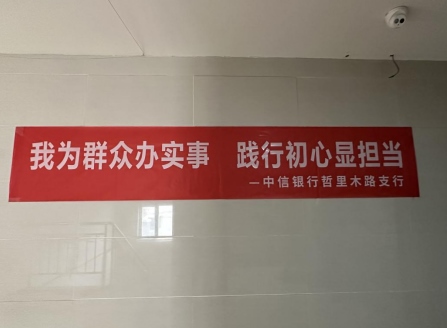 我为群众办实事 践行初心显担当
—中信银行哲里木路支行